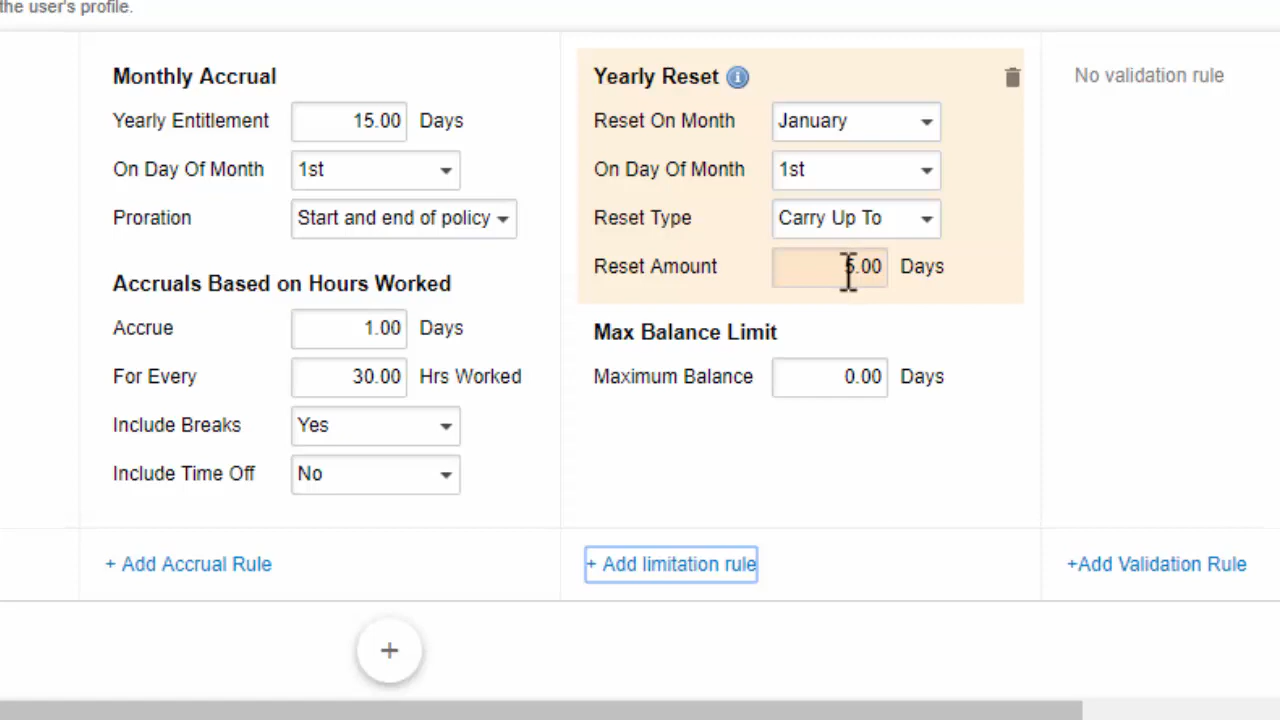 the user's profile.
Monthly Accrual
Yearly Entitlement 15.00 Days
On Day Of Month 1st
Proration Start and end of policy
Accruals Based on Hours Worked
Accrue 1.00 Days
For Every 30.00 Hrs Worked
Include Breaks Yes
Include Time Off No
+ Add Accrual Rule
Yearly Reset
Reset On Month January
On Day Of Month 1st
Reset Type Carry Up To
Reset Amount 5.00 Days
Max Balance Limit
Maximum Balance 0.00 Days
+ Add limitation rule
No validation rule
+Add Validation Rule